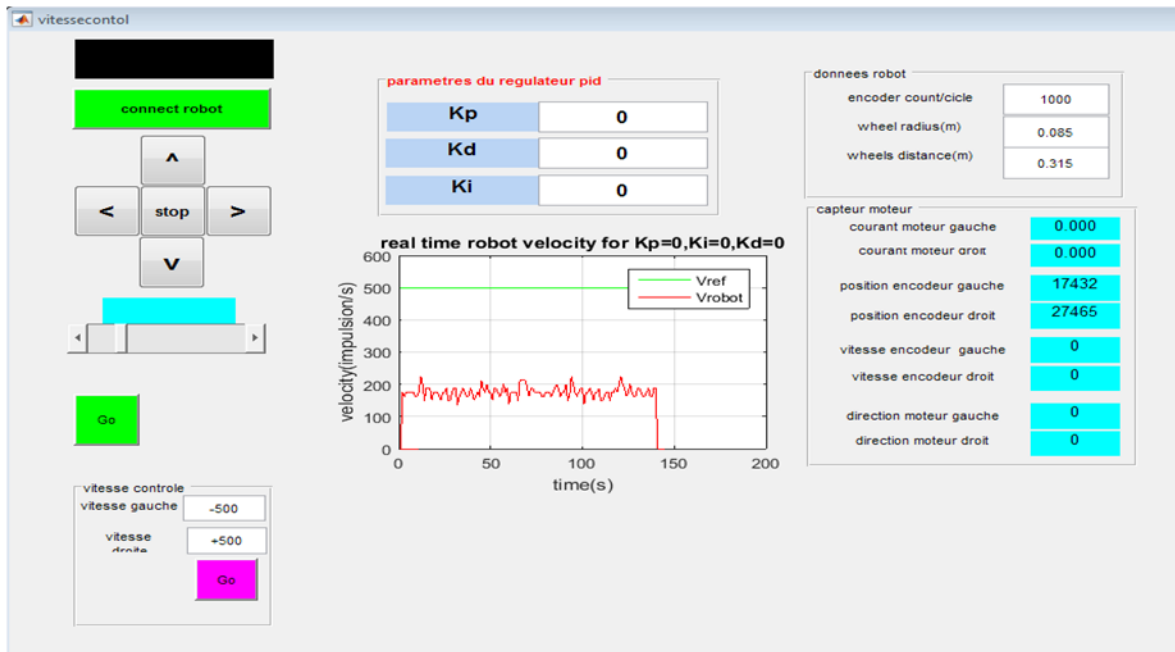 vitessecontol
connect robot
^
<
stop
>
v
Go
vitesse controle
vitesse gauche
-500
vitesse
droite
+500
Go
parametres du regulateur pid
Kp
0
Kd
0
Ki
0
real time robot velocity for Kp=0,Ki=0,Kd=0
600
500
400
300
200
100
0
velocity(impulsion/s)
Vref
Vrobot
0
50
100
150
200
time(s)
donnees robot
encoder count/cicle
1000
wheel radius(m)
0.085
wheels distance(m)
0.315
capteur moteur
courant moteur gauche
0.000
courant moteur droit
0.000
position encodeur gauche
17432
position encodeur droit
27465
vitesse encodeur gauche
0
vitesse encodeur droit
0
direction moteur gauche
0
direction moteur droit
0